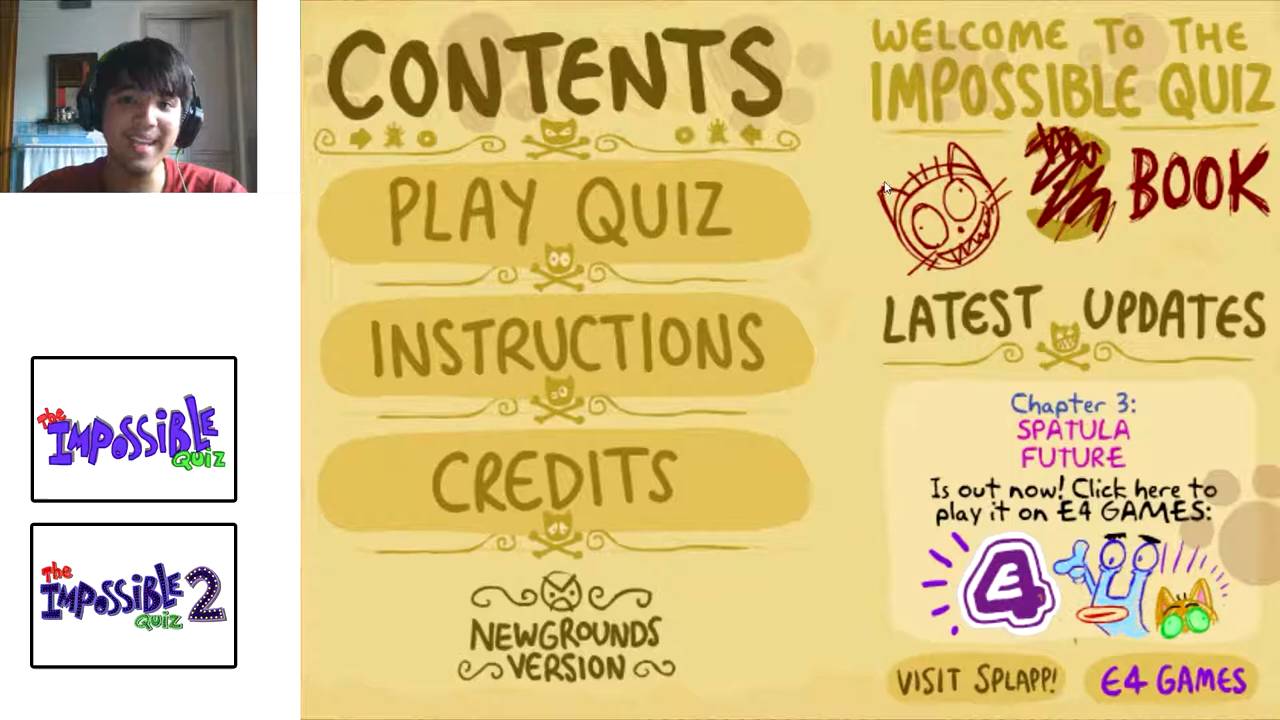 CONTENTS
PLAY QUIZ
INSTRUCTIONS
CREDITS
NEWGROUNDS
VERSION
WELCOME TO THE
IMPOSSIBLE QUIZ
BOOK
LATEST UPDATES
Chapter 3:
SPATULA
FUTURE
Is out now! Click here to
play it on E4 GAMES:
4
VISIT SPLAPP!
E4 GAMES
The
IMPOSSIBLE
QUIZ
The
IMPOSSIBLE 2
QUIZ